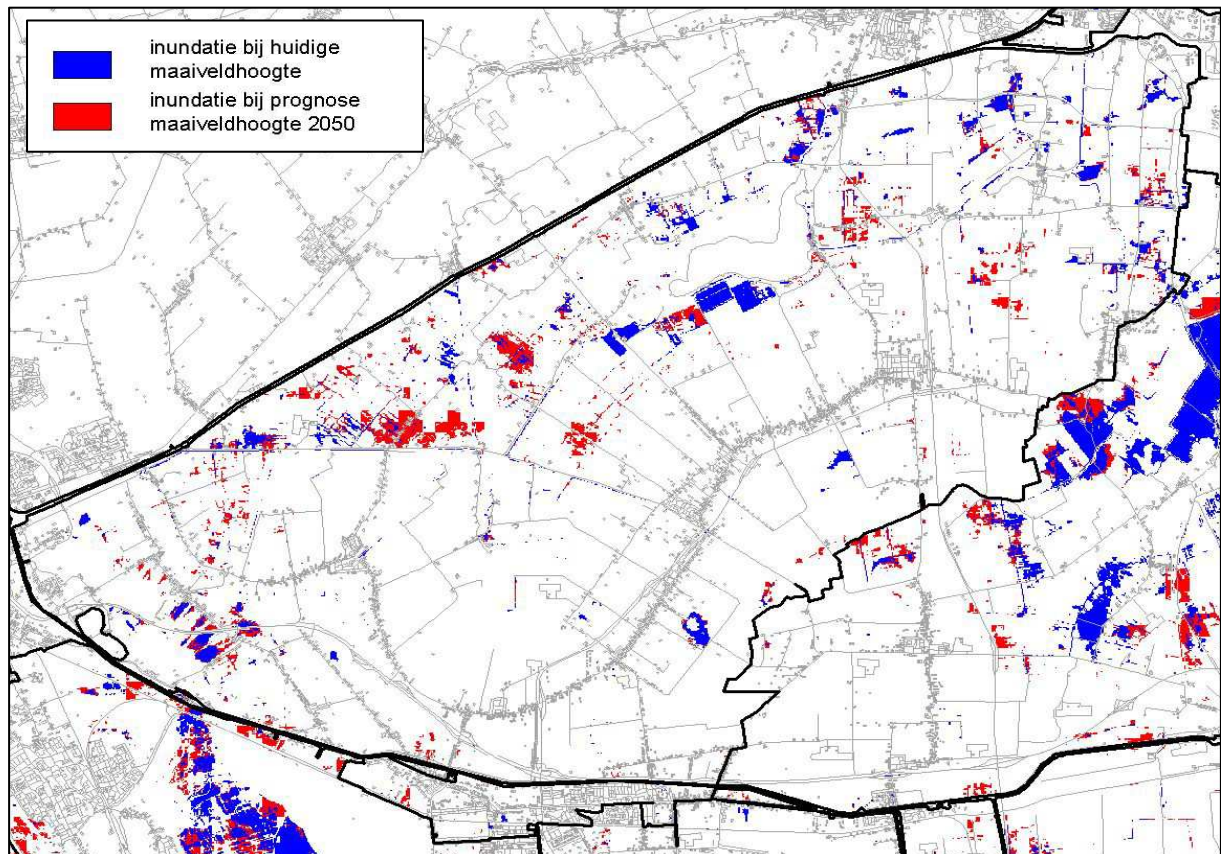 inundatie bij huidige
maaiveldhoogte
inundatie bij prognose
maaiveldhoogte 2050